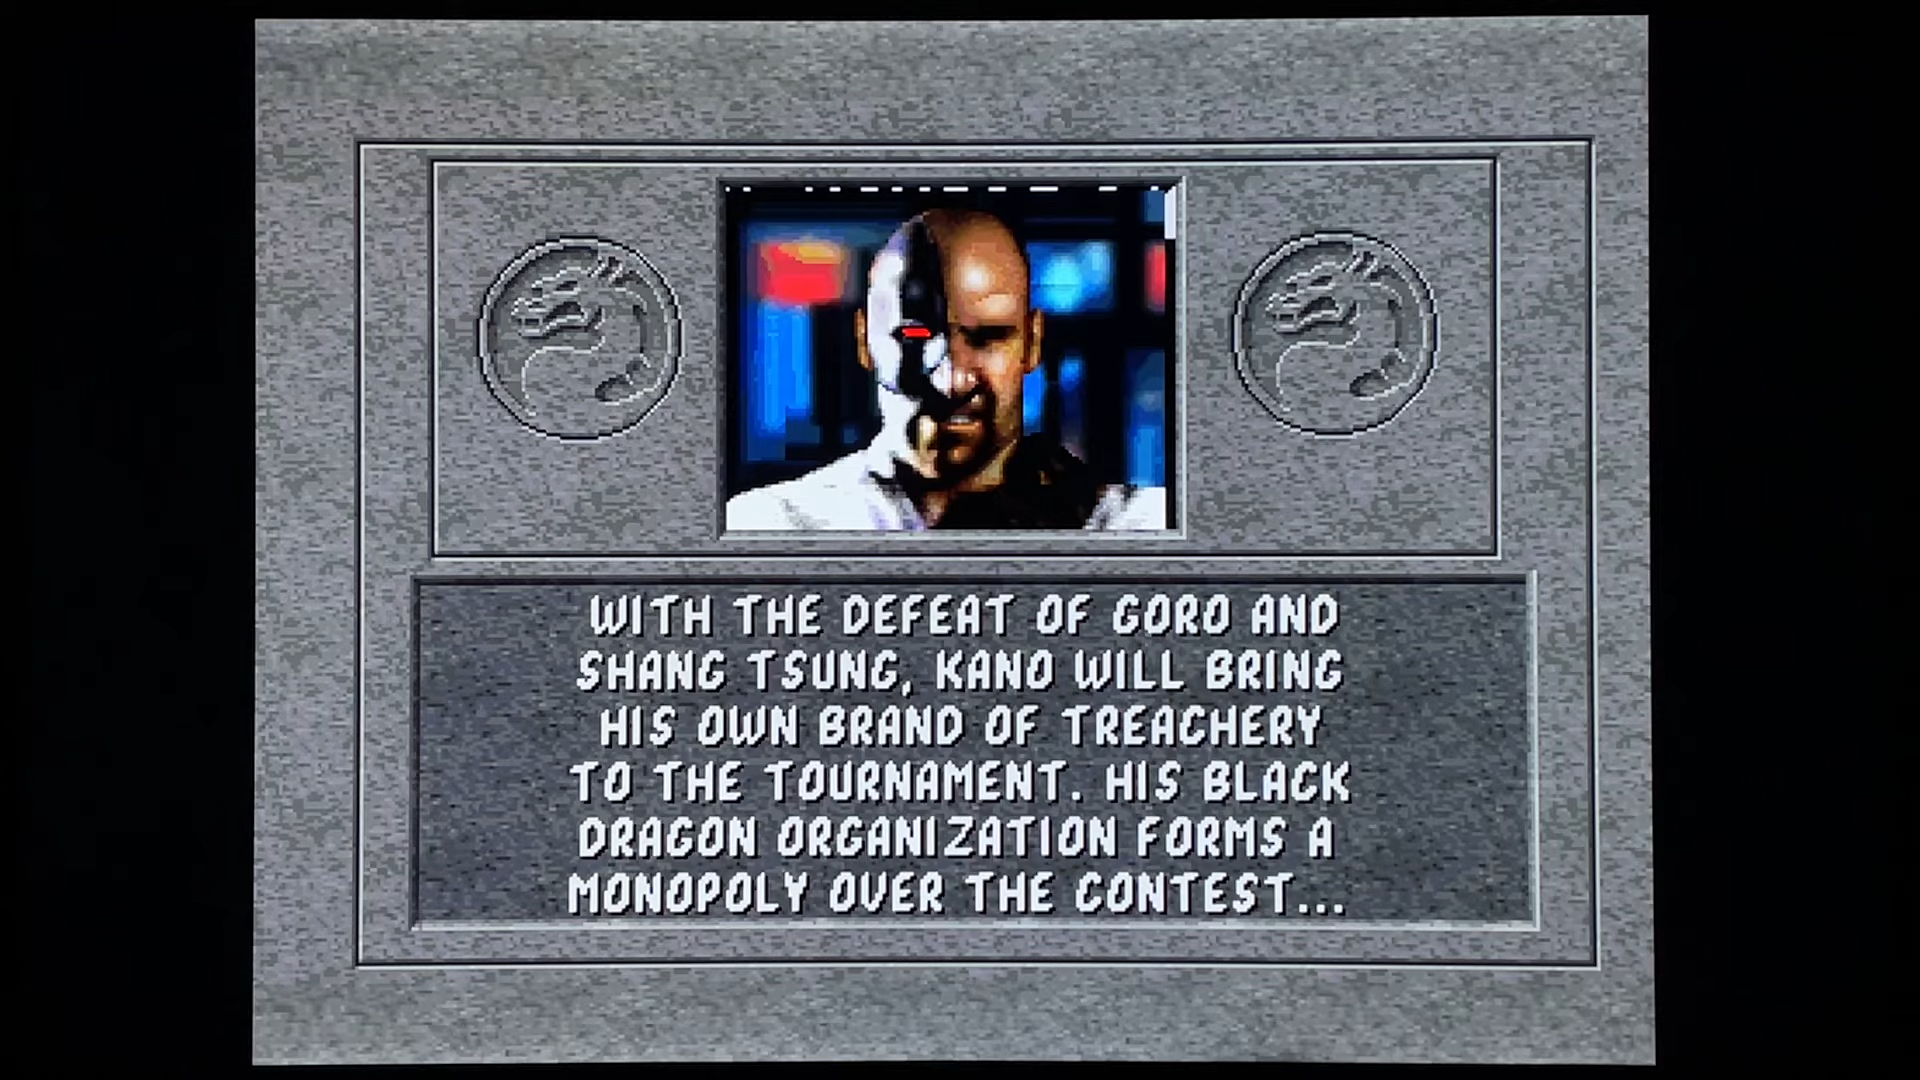 WITH THE DEFEAT OF GORO AND
SHANG TSUNG, KANO WILL BRING
HIS OWN BRAND OF TREACHERY
TO THE TOURNAMENT. HIS BLACK
DRAGON ORGANIZATION FORMS A
MONOPOLY OVER THE CONTEST...